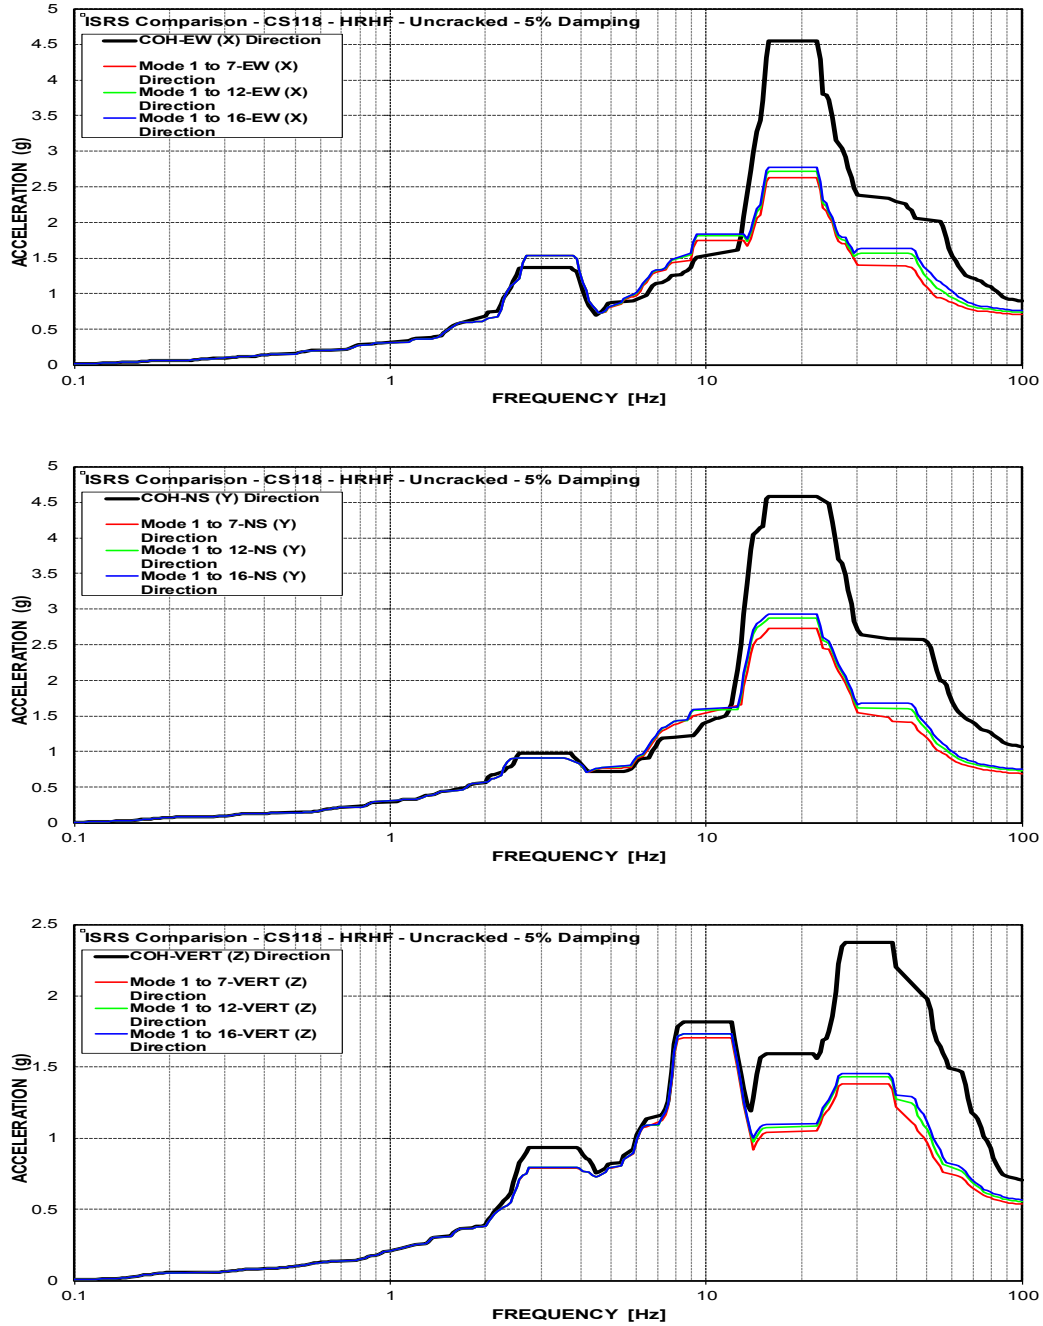 ISRS Comparison - CS118 - HRHF - Uncracked - 5% Damping
COH-EW (X) Direction
Mode 1 to 7-EW (X)
Direction
Mode 1 to 12-EW (X)
Direction
Mode 1 to 16-EW (X)
Direction
ACCELERATION (g)
5
4.5
4
3.5
3
2.5
2
1.5
1
0.5
0
0.1
1
10
100
FREQUENCY [Hz]
ISRS Comparison - CS118 - HRHF - Uncracked - 5% Damping
COH-NS (Y) Direction
Mode 1 to 7-NS (Y)
Direction
Mode 1 to 12-NS (Y)
Direction
Mode 1 to 16-NS (Y)
Direction
ACCELERATION (g)
5
4.5
4
3.5
3
2.5
2
1.5
1
0.5
0
0.1
1
10
100
FREQUENCY [Hz]
ISRS Comparison - CS118 - HRHF - Uncracked - 5% Damping
COH-VERT (Z) Direction
Mode 1 to 7-VERT (Z)
Direction
Mode 1 to 12-VERT (Z)
Direction
Mode 1 to 16-VERT (Z)
Direction
ACCELERATION (g)
2.5
2
1.5
1
0.5
0
0.1
1
10
100
FREQUENCY [Hz]